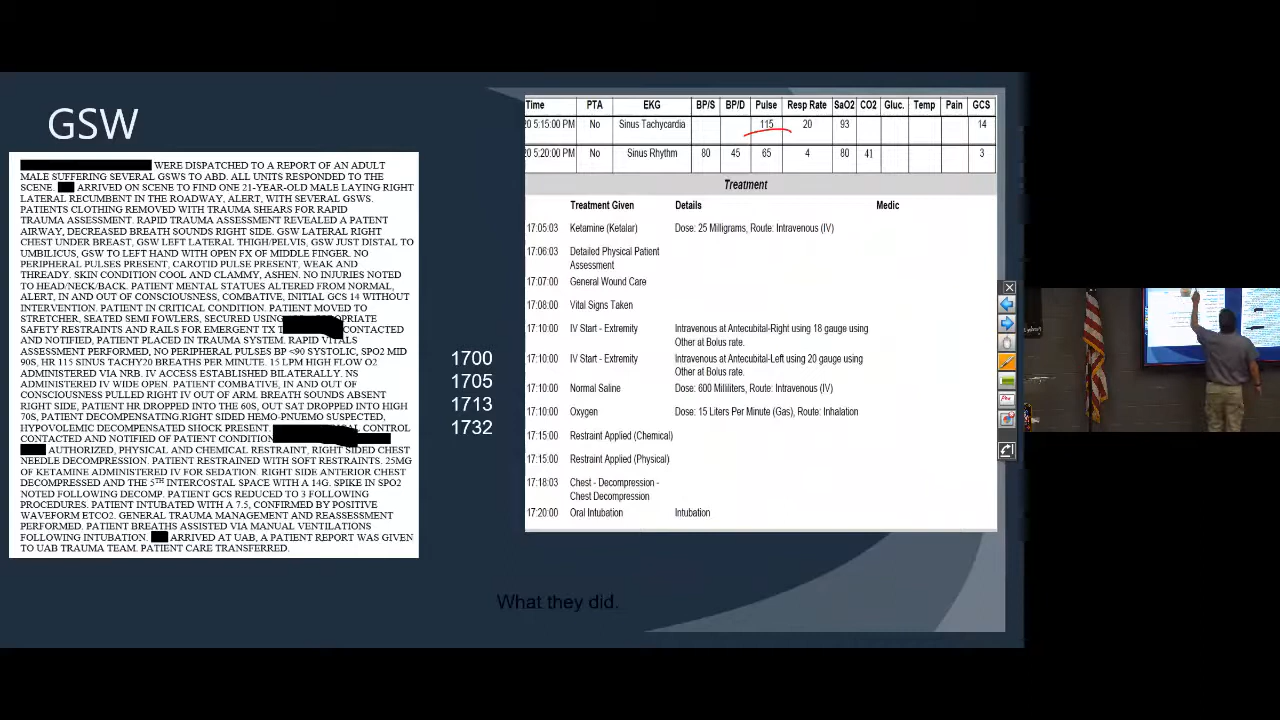 GSW
WERE DISPATCHED TO A REPORT OF AN ADULT
MALE SUFFERING SEVERAL GSWS TO ABD. ALL UNITS RESPONDED TO THE
SCENE. ARRIVED ON SCENE TO FIND ONE 21-YEAR-OLD MALE LAYING RIGHT
LATERAL RECUMBENT IN THE ROADWAY, ALERT, WITH SEVERAL GSWS.
PATIENTS CLOTHING REMOVED WITH TRAUMA SHEARS FOR RAPID
TRAUMA ASSESSMENT. RAPID TRAUMA ASSESSMENT REVEALED A PATENT
AIRWAY, DECREASED BREATH SOUNDS RIGHT SIDE. GSW LATERAL RIGHT
CHEST UNDER BREAST, GSW LEFT LATERAL THIGH/PELVIS, GSW JUST DISTAL TO
UMBILICUS, GSW TO LEFT HAND WITH OPEN FX OF MIDDLE FINGER. NO
PERIPHERAL PULSES PRESENT, CAROTID PULSE PRESENT, WEAK AND
THREADY. SKIN CONDITION COOL AND CLAMMY, ASHEN. NO INJURIES NOTED
TO HEAD/NECK/BACK. PATIENT MENTAL STATUES ALTERED FROM NORMAL,
ALERT, IN AND OUT OF CONSCIOUSNESS, COMBATIVE, INITIAL GCS 14 WITHOUT
INTERVENTION. PATIENT IN CRITICAL CONDITION. PATIENT MOVED TO
STRETCHER, SEATED SEMI FOWLERS, SECURED USING OPRIATE
SAFETY RESTRAINTS AND RAILS FOR EMERGENT TX T CONTACTED
AND NOTIFIED, PATIENT PLACED IN TRAUMA SYSTEM. RAPID VITALS
ASSESSMENT PERFORMED, NO PERIPHERAL PULSES BP <90 SYSTOLIC, SPO2 MID
90S, HR 115 SINUS TACHY20 BREATHS PER MINUTE. 15 LPM HIGH FLOW O2
ADMINISTERED VIA NRB. IV ACCESS ESTABLISHED BILATERALLY. NS
ADMINISTERED IV WIDE OPEN. PATIENT COMBATIVE, IN AND OUT OF
CONSCIOUSNESS PULLED RIGHT IV OUT OF ARM. BREATH SOUNDS ABSENT
RIGHT SIDE, PATIENT HR DROPPED INTO THE 60S, OUT SAT DROPPED INTO HIGH
70S, PATIENT DECOMPENSATING.RIGHT SIDED HEMO-PNUEMO SUSPECTED,
HYPOVOLEMIC DECOMPENSATED SHOCK PRESENT. CONTROL
CONTACTED AND NOTIFIED OF PATIENT CONDITION
AUTHORIZED, PHYSICAL AND CHEMICAL RESTRAINT, RIGHT SIDED CHEST
NEEDLE DECOMPRESSION. PATIENT RESTRAINED WITH SOFT RESTRAINTS. 25MG
OF KETAMINE ADMINISTERED IV FOR SEDATION. RIGHT SIDE ANTERIOR CHEST
DECOMPRESSED AND THE 5TH INTERCOSTAL SPACE WITH A 14G. SPIKE IN SPO2
NOTED FOLLOWING DECOMP. PATIENT GCS REDUCED TO 3 FOLLOWING
PROCEDURES. PATIENT INTUBATED WITH A 7.5, CONFIRMED BY POSITIVE
WAVEFORM ETCO2. GENERAL TRAUMA MANAGEMENT AND REASSESSMENT
PERFORMED. PATIENT BREATHS ASSISTED VIA MANUAL VENTILATIONS
FOLLOWING INTUBATION. ARRIVED AT UAB, A PATIENT REPORT WAS GIVEN
TO UAB TRAUMA TEAM. PATIENT CARE TRANSFERRED.
1700
1705
1713
1732
Time PTA EKG BP/S BP/D Pulse Resp Rate SaO2 CO2 Gluc. Temp Pain GCS
20 5:15:00 PM No Sinus Tachycardia 115 20 93 14
20 5:20:00 PM No Sinus Rhythm 80 45 65 4 80 41 3
Treatment
Treatment Given Details Medic
17:05.03 Ketamine (Ketalar) Dose: 25 Milligrams, Route: Intravenous (IV)
17:06:03 Detailed Physical Patient
Assessment
17:07:00 General Wound Care
17:08:00 Vital Signs Taken
17:10:00 IV Start - Extremity Intravenous at Antecubital-Right using 18 gauge using
Other at Bolus rate.
17:10:00 IV Start - Extremity Intravenous at Antecubital-Left using 20 gauge using
Other at Bolus rate.
17:10:00 Normal Saline Dose: 600 Milliliters, Route: Intravenous (IV)
17:10:00 Oxygen Dose: 15 Liters Per Minute (Gas), Route: Inhalation
17:15:00 Restraint Applied (Chemical)
17:15:00 Restraint Applied (Physical)
17:18:03 Chest - Decompression -
Chest Decompression
17:20:00 Oral Intubation Intubation
What they did.